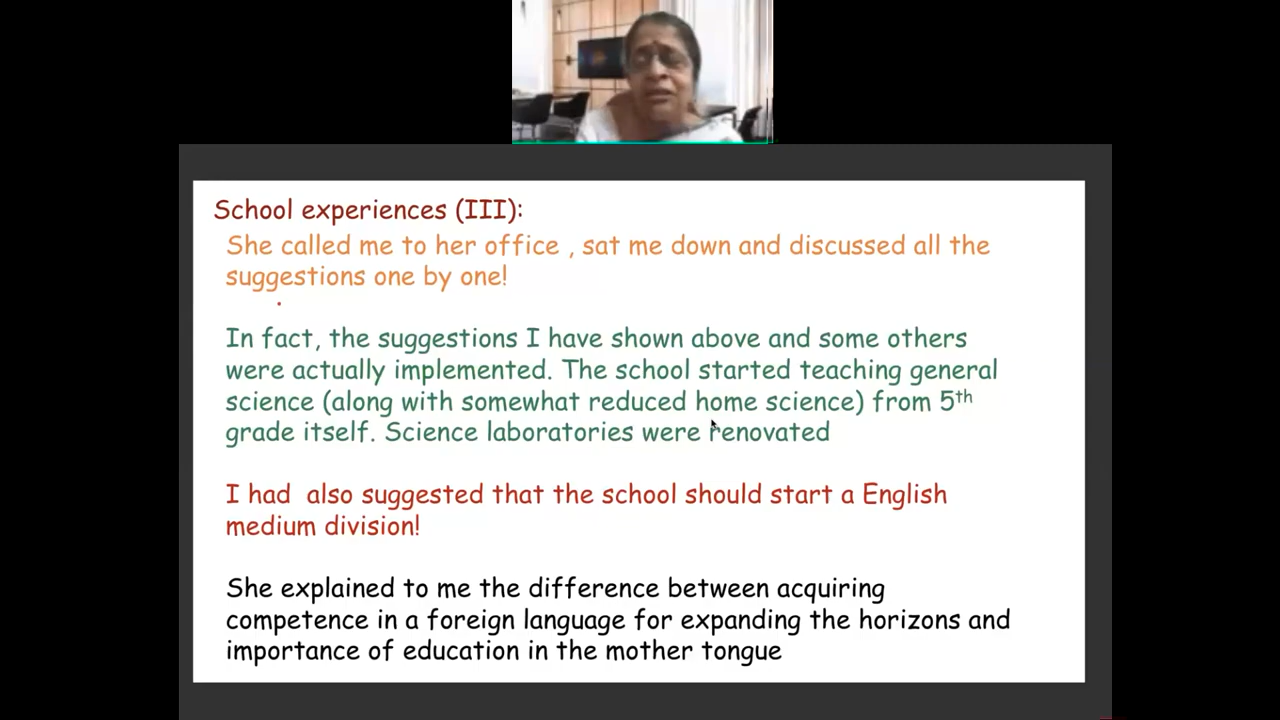 School experiences (III):
She called me to her office , sat me down and discussed all the
suggestions one by one!
.
In fact, the suggestions I have shown above and some others
were actually implemented. The school started teaching general
science (along with somewhat reduced home science) from 5th
grade itself. Science laboratories were renovated
I had  also suggested that the school should start a English
medium division!
She explained to me the difference between acquiring
competence in a foreign language for expanding the horizons and
importance of education in the mother tongue